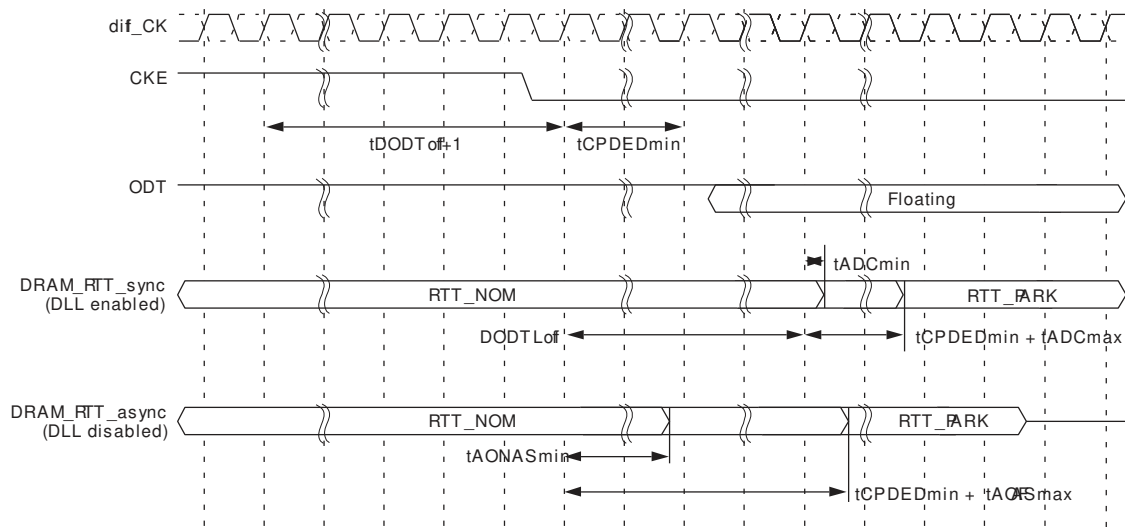 dif_CK
CKE
tDODTof+1
tCPDEDmin
ODT
Floating
tADCmin
DRAM_RTT_sync
(DLL enabled)
RTT_NOM
RTT_PARK
DODTLof
tCPDEDmin + tADCmax
DRAM_RTT_async
(DLL disabled)
RTT_NOM
RTT_PARK
tAONASmin
tCPDEDmin + tAOFASmax